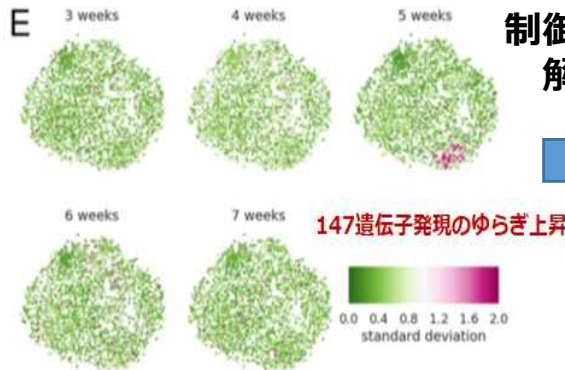 E
3 weeks
4 weeks
5 weeks
制御
解
6 weeks
7 weeks
147遺伝子発現のゆらぎ上昇
0.0 0.4 0.8 1.2 1.6 2.0
standard deviation